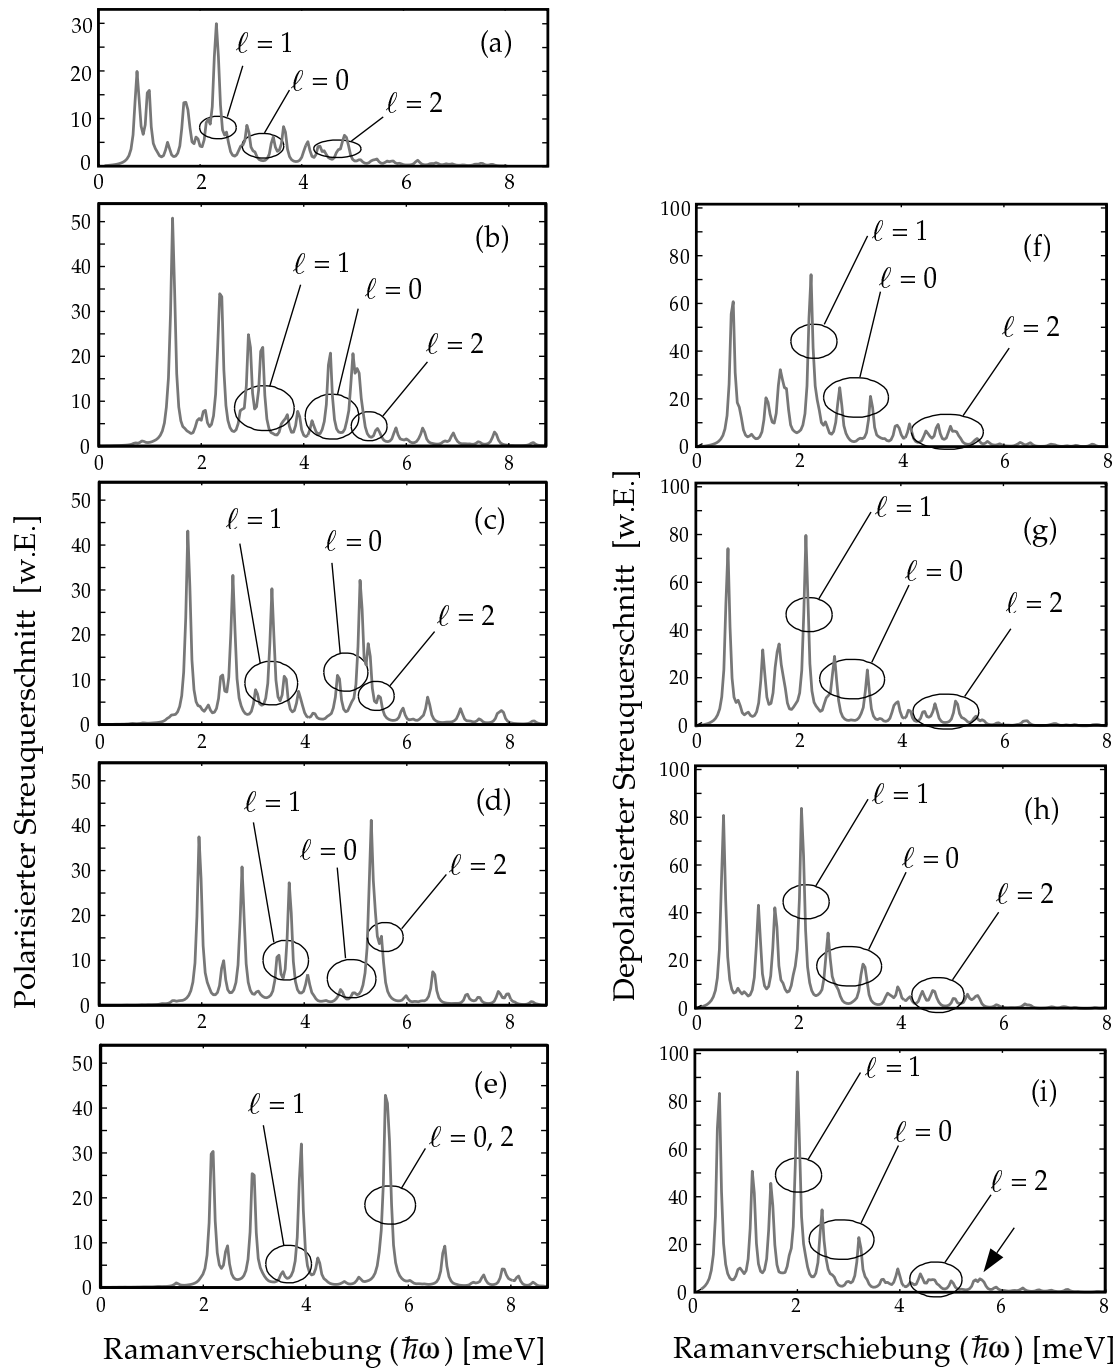 Polarisierter Streuquerschnitt [w.E.]
30
20
10
0
(a)
ℓ = 1
ℓ = 0
ℓ = 2
0 2 4 6 8
50
40
30
20
10
0
(b)
ℓ = 1
ℓ = 0
ℓ = 2
0 2 4 6 8
50
40
30
20
10
0
(c)
ℓ = 1
ℓ = 0
ℓ = 2
0 2 4 6 8
50
40
30
20
10
0
(d)
ℓ = 1
ℓ = 0
ℓ = 2
0 2 4 6 8
50
40
30
20
10
0
(e)
ℓ = 1
ℓ = 0, 2
0 2 4 6 8
Ramanverschiebung (ℏω) [meV]
Depolarisierter Streuquerschnitt [w.E.]
100
80
60
40
20
0
(f)
ℓ = 1
ℓ = 0
ℓ = 2
0 2 4 6 8
100
80
60
40
20
0
(g)
ℓ = 1
ℓ = 0
ℓ = 2
0 2 4 6 8
100
80
60
40
20
0
(h)
ℓ = 1
ℓ = 0
ℓ = 2
0 2 4 6 8
100
80
60
40
20
0
(i)
ℓ = 1
ℓ = 0
ℓ = 2
0 2 4 6 8
Ramanverschiebung (ℏω) [meV]